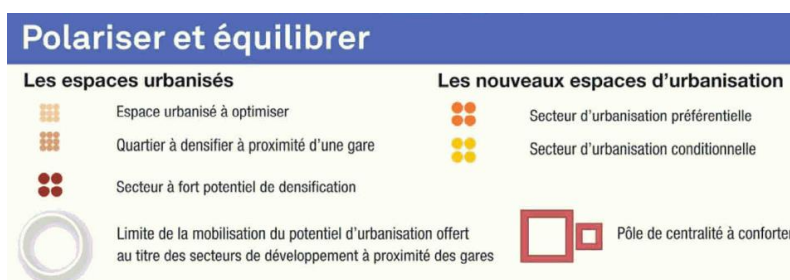 Polariser et équilibrer
Les espaces urbanisés
Espace urbanisé à optimiser
Quartier à densifier à proximité d'une gare
Secteur à fort potentiel de densification
Limite de la mobilisation du potentiel d'urbanisation offert
au titre des secteurs de développement à proximité des gares
Les nouveaux espaces d'urbanisation
Secteur d'urbanisation préférentielle
Secteur d'urbanisation conditionnelle
Pôle de centralité à conforter